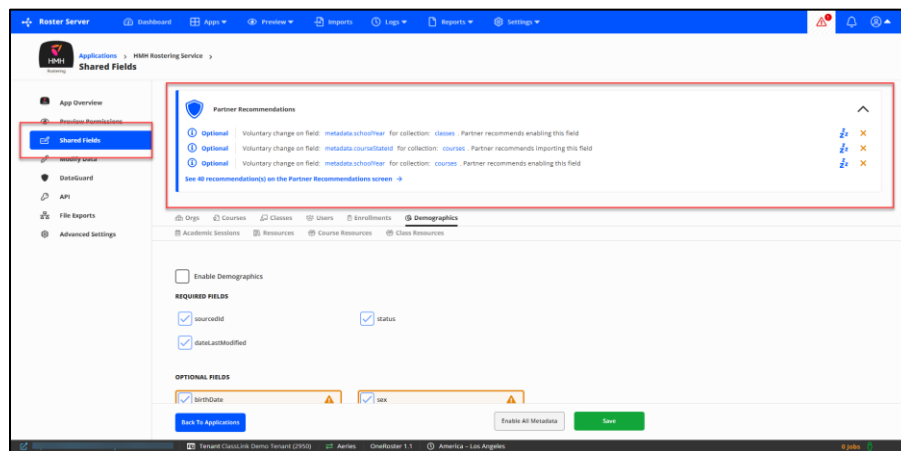 Roster Server Dashboard Apps Preview Imports Logs Reports Settings
HMH
Rostering
Applications > HMH Rostering Service >
Shared Fields
App Overview
Preview Permissions
Shared Fields
Modify Data
DataGuard
API
File Exports
Advanced Settings
Partner Recommendations
Optional Voluntary change on field: metadata.schoolYear for collection: classes . Partner recommends enabling this field
Optional Voluntary change on field: metadata.courseStateId for collection: courses . Partner recommends importing this field
Optional Voluntary change on field: metadata.schoolYear for collection: courses . Partner recommends enabling this field
See 40 recommendation(s) on the Partner Recommendations screen →
Orgs Courses Classes Users Enrollments Demographics
Academic Sessions Resources Course Resources Class Resources
Enable Demographics
REQUIRED FIELDS
sourcedId status
dateLastModified
OPTIONAL FIELDS
birthDate sex
Back To Applications Enable All Metadata Save
Tenant ClassLink Demo Tenant (2950) Aeries OneRoster 1.1 America – Los Angeles 0 Jobs